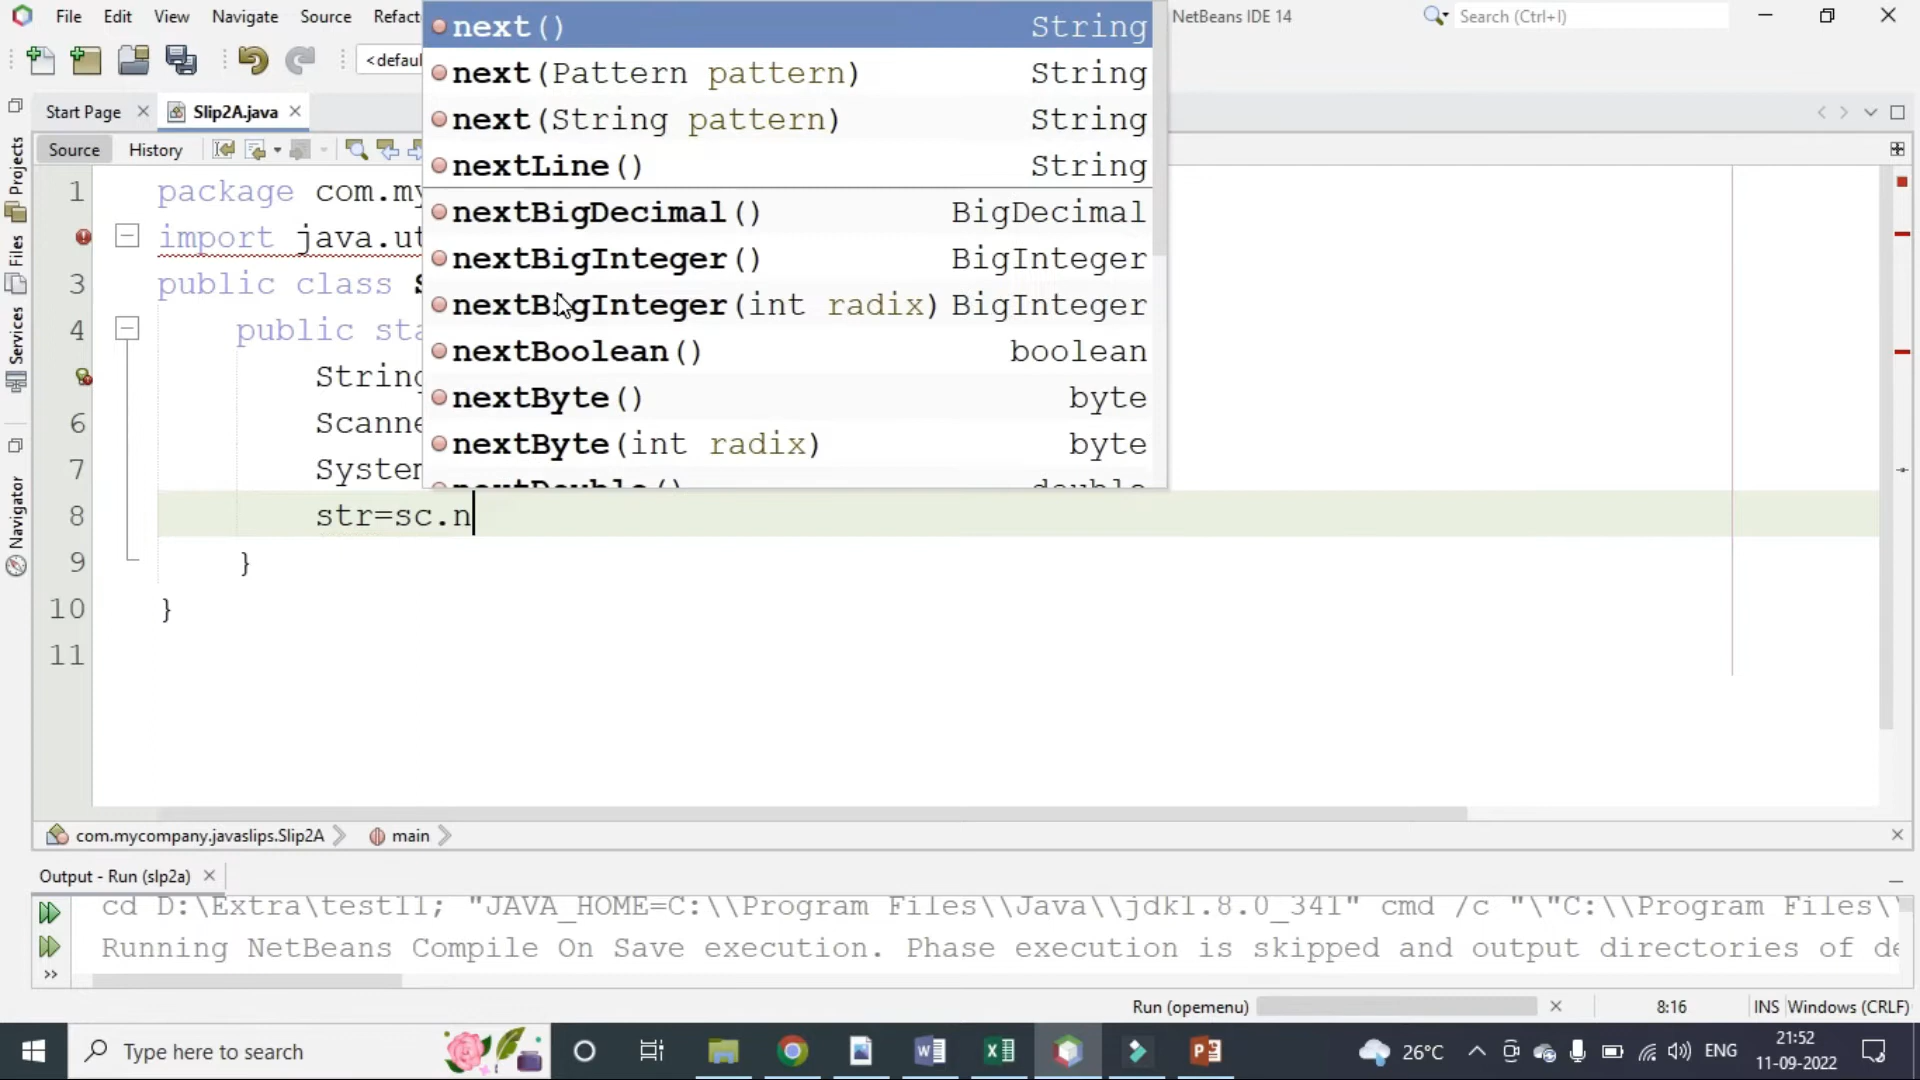 File Edit View Navigate Source Refact NetBeans IDE 14 Search (Ctrl+I)
<defaul
Start Page Slip2A.java
Source History
next() String
next(Pattern pattern) String
next(String pattern) String
nextLine() String
nextBigDecimal() BigDecimal
nextBigInteger() BigInteger
nextBigInteger(int radix) BigInteger
nextBoolean() boolean
nextByte() byte
nextByte(int radix) byte
nextDouble() double
Projects
Files
Services
Navigator
1 package com.my
import java.ut
3 public class S
4 public sta
String
6 Scanne
7 System
8 str=sc.n
9 }
10 }
11
com.mycompany.javaslips.Slip2A main
Output - Run (slp2a)
cd D:\Extra\test11; "JAVA_HOME=C:\\Program Files\\Java\\jdk1.8.0_341" cmd /c "\"C:\\Program Files\\
Running NetBeans Compile On Save execution. Phase execution is skipped and output directories of de
Run (openmenu) 8:16 INS Windows (CRLF)
Type here to search 26°C ENG 21:52
11-09-2022